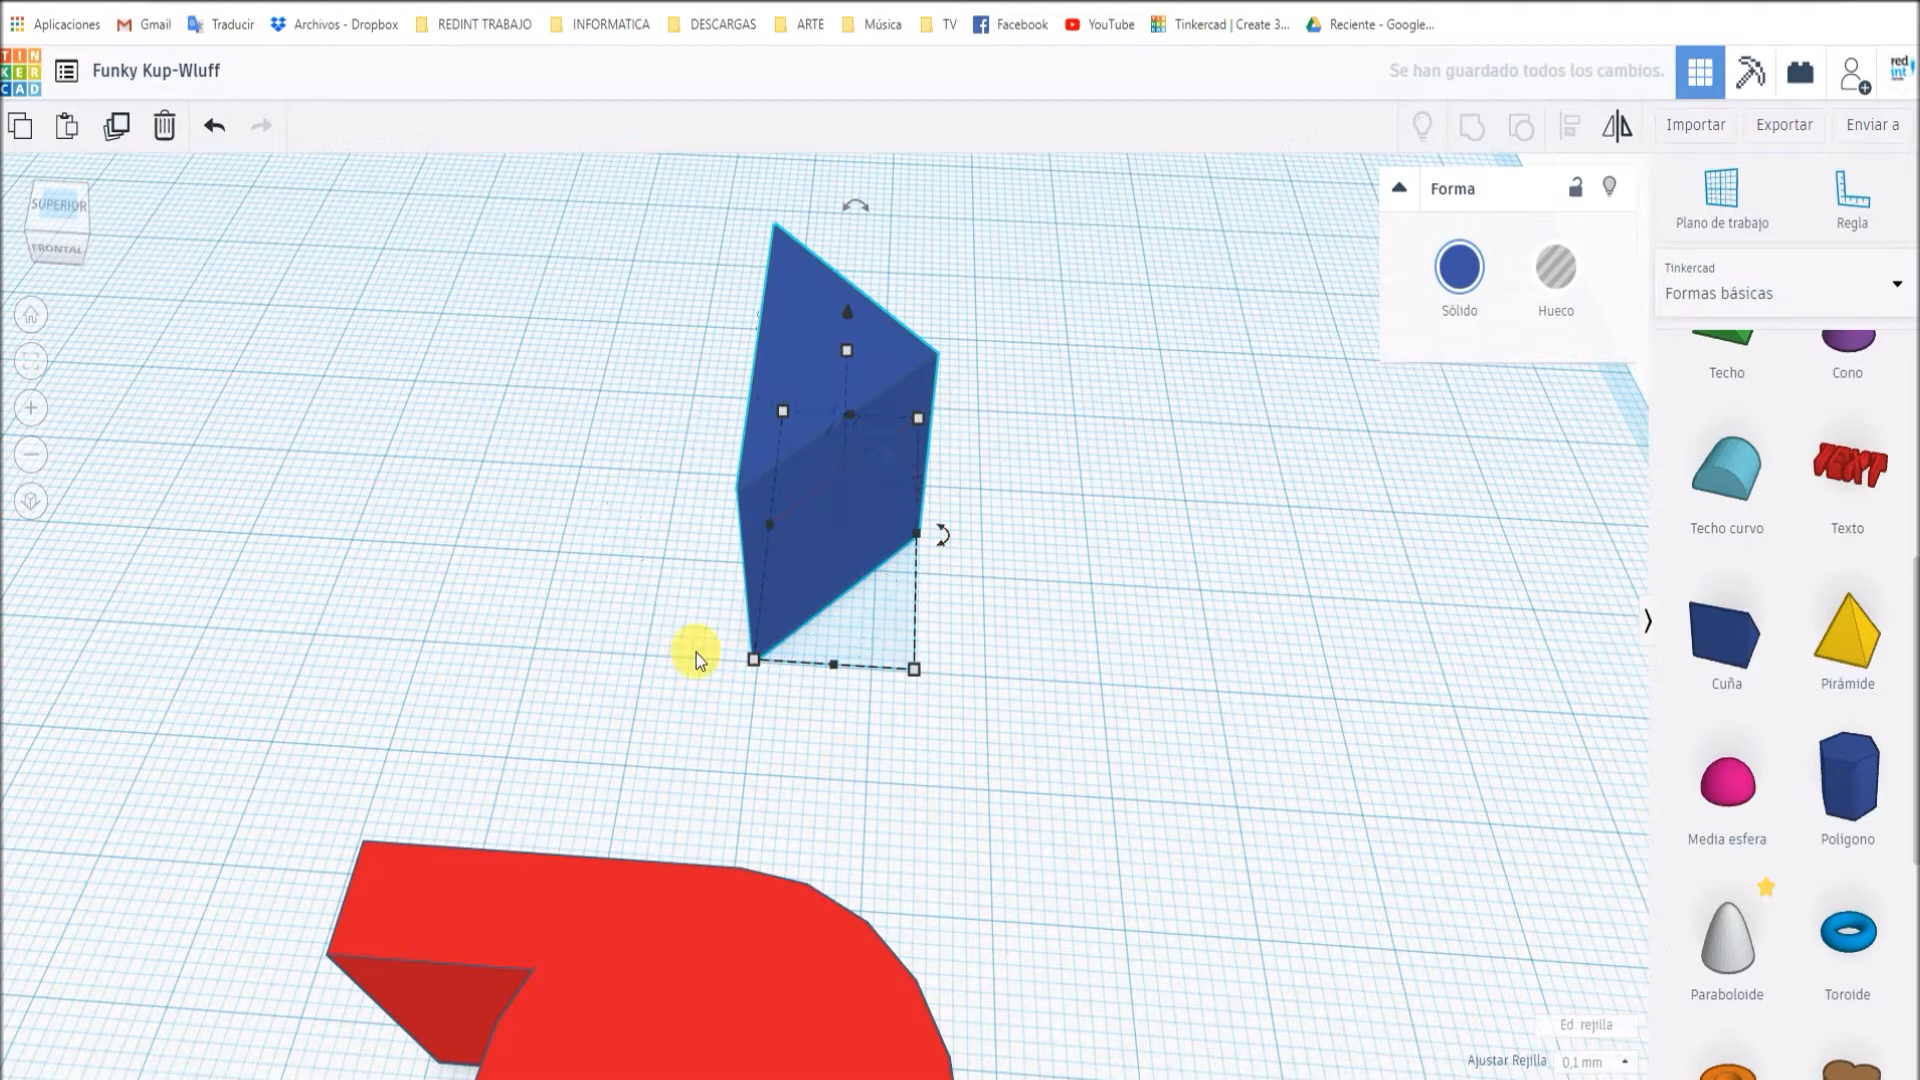 Aplicaciones Gmail Traducir Archivos - Dropbox REDINT TRABAJO INFORMATICA DESCARGAS ARTE Música TV Facebook YouTube Tinkercad | Create 3... Reciente - Google...
TIN
KER
CAD
Funky Kup-Wluff
Se han guardado todos los cambios.
red
int
Importar Exportar Enviar a
SUPERIOR
FRONTAL
Forma
Sólido Hueco
Plano de trabajo Regla
Tinkercad
Formas básicas
Techo Cono
TEXT
Techo curvo Texto
Cuña Pirámide
Media esfera Polígono
Paraboloide Toroide
Ed. rejilla
Ajustar Rejilla 0,1 mm